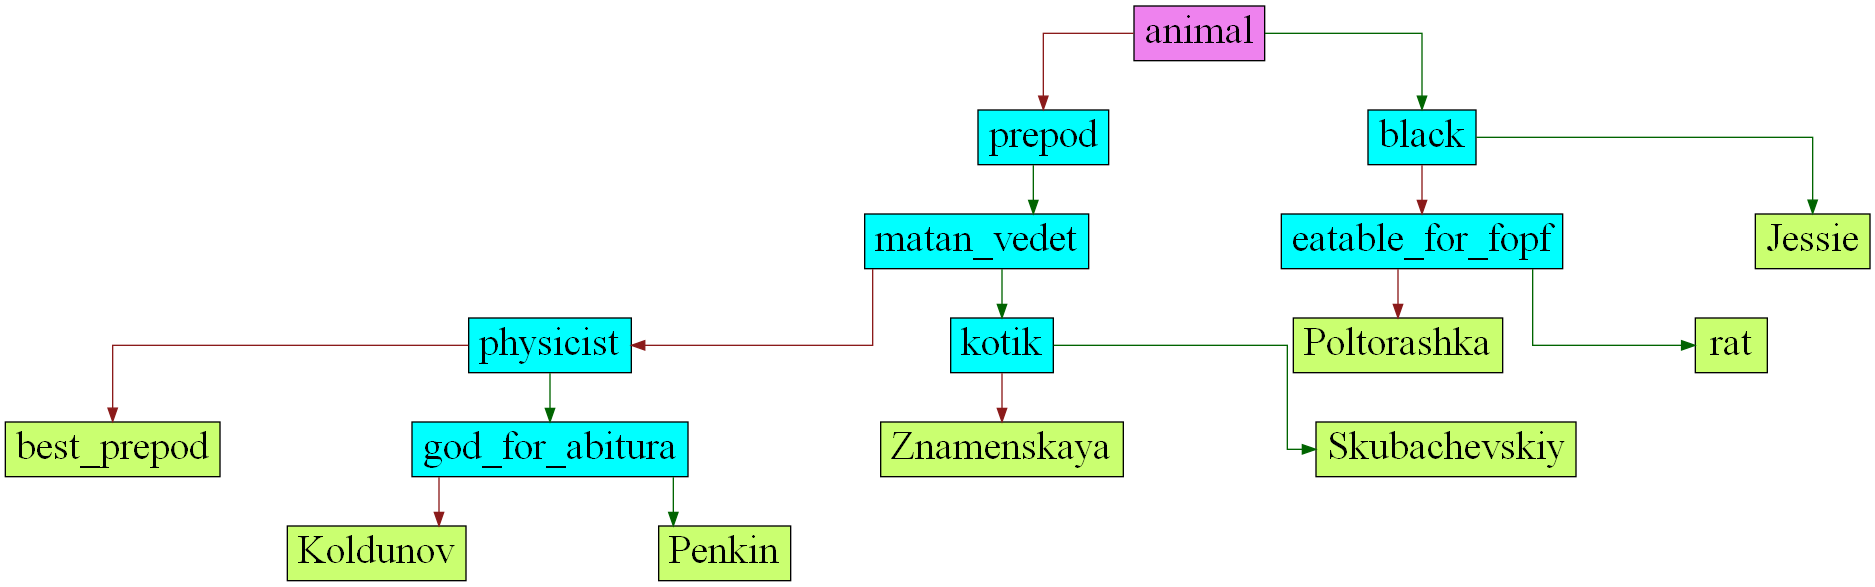 animal
prepod
black
matan_vedet
eatable_for_fopf
Jessie
physicist
kotik
Poltorashka
rat
best_prepod
god_for_abitura
Znamenskaya
Skubachevskiy
Koldunov
Penkin